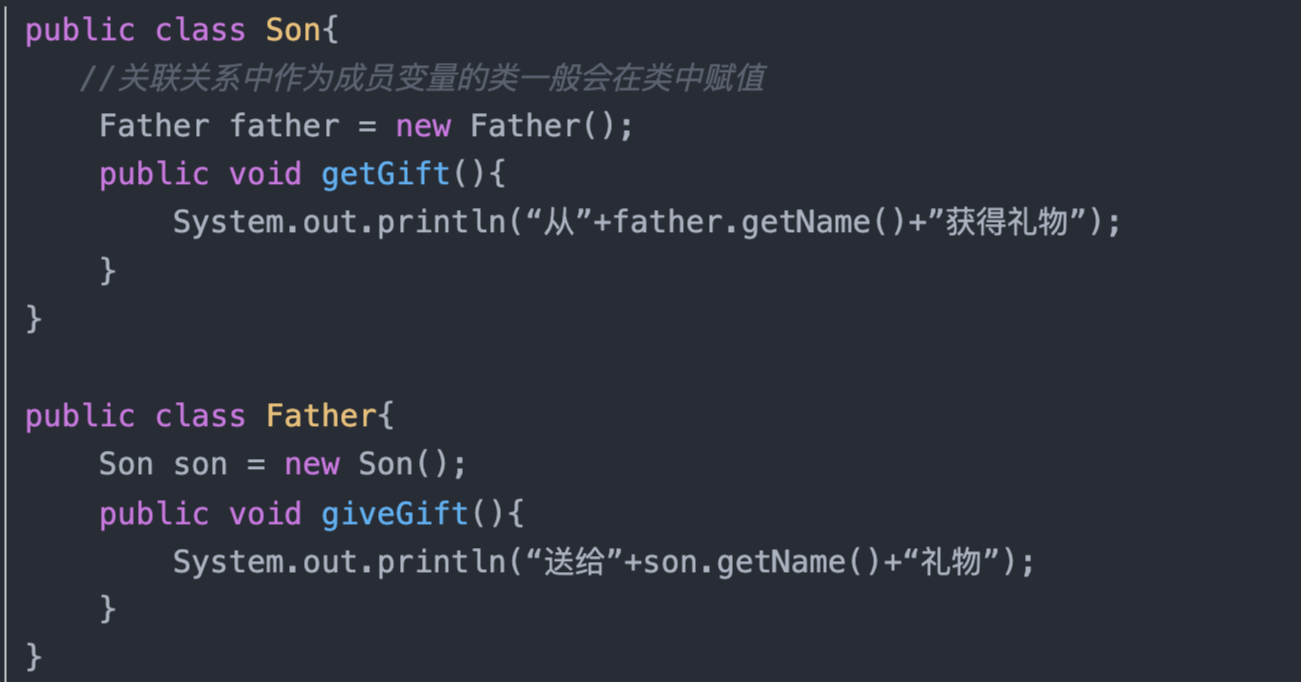 public class Son{
    //关联关系中作为成员变量的类一般会在类中赋值
    Father father = new Father();
    public void getGift(){
        System.out.println(“从”+father.getName()+”获得礼物”);
    }
}

public class Father{
    Son son = new Son();
    public void giveGift(){
        System.out.println(“送给”+son.getName()+“礼物”);
    }
}